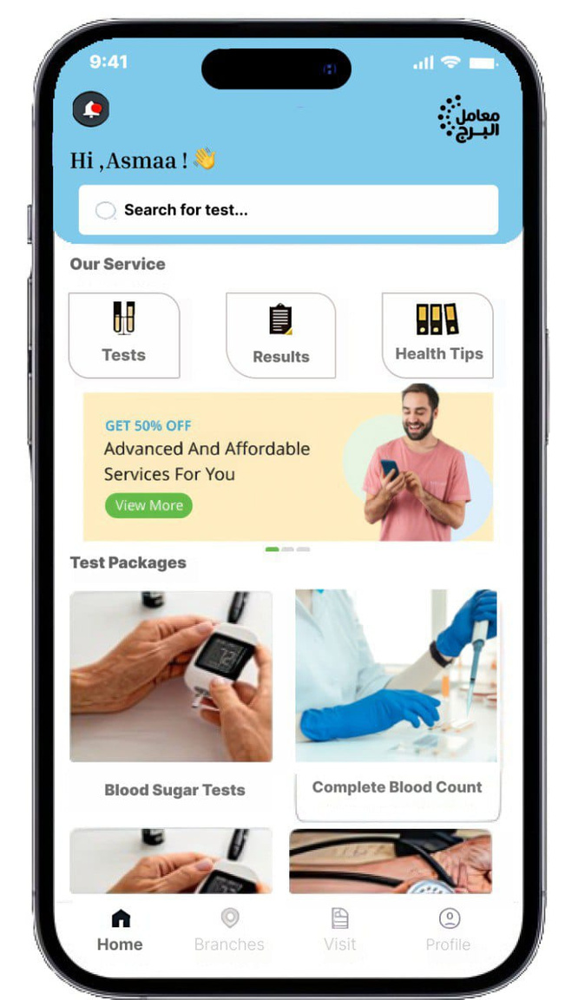 9:41
معامل
البرج
Hi ,Asmaa ! 👋
Search for test...
Our Service
Tests
Results
Health Tips
GET 50% OFF
Advanced And Affordable
Services For You
View More
Test Packages
Blood Sugar Tests
Complete Blood Count
Home
Branches
Visit
Profile